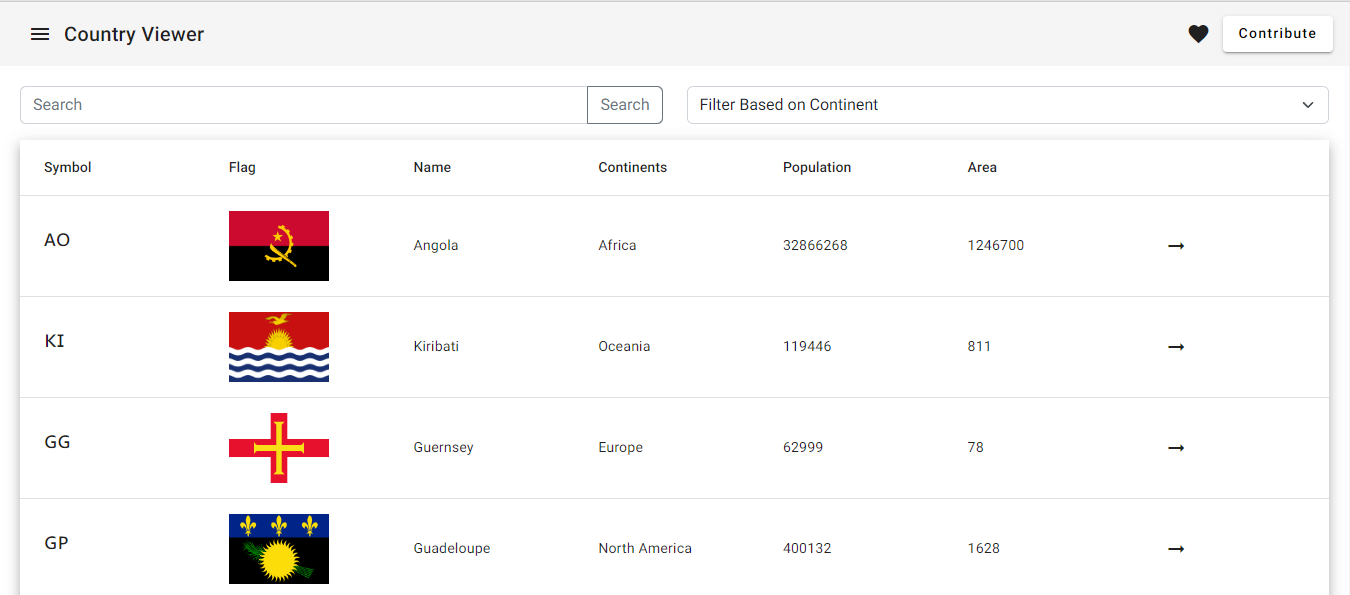 Country Viewer Contribute
Search Search Filter Based on Continent
Symbol Flag Name Continents Population Area
AO Angola Africa 32866268 1246700
KI Kiribati Oceania 119446 811
GG Guernsey Europe 62999 78
GP Guadeloupe North America 400132 1628